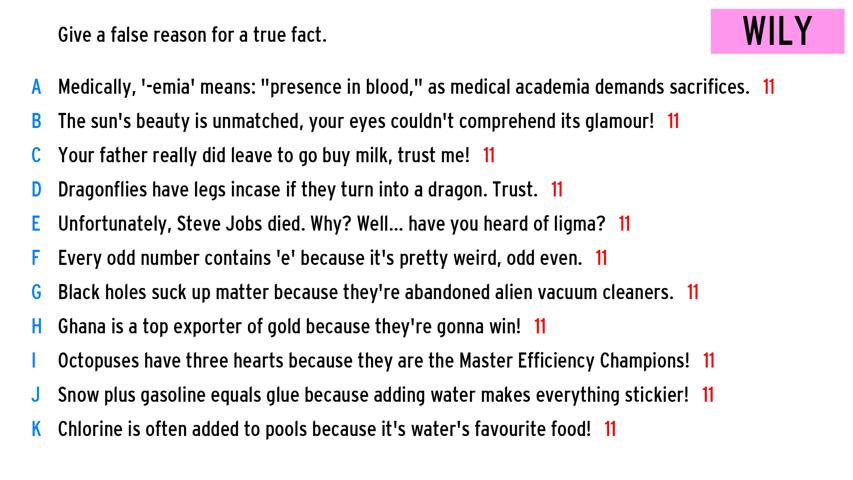 Give a false reason for a true fact.
WILY
A Medically, '-emia' means: "presence in blood," as medical academia demands sacrifices. 11
B The sun's beauty is unmatched, your eyes couldn't comprehend its glamour! 11
C Your father really did leave to go buy milk, trust me! 11
D Dragonflies have legs incase if they turn into a dragon. Trust. 11
E Unfortunately, Steve Jobs died. Why? Well... have you heard of ligma? 11
F Every odd number contains 'e' because it's pretty weird, odd even. 11
G Black holes suck up matter because they're abandoned alien vacuum cleaners. 11
H Ghana is a top exporter of gold because they're gonna win! 11
I Octopuses have three hearts because they are the Master Efficiency Champions! 11
J Snow plus gasoline equals glue because adding water makes everything stickier! 11
K Chlorine is often added to pools because it's water's favourite food! 11